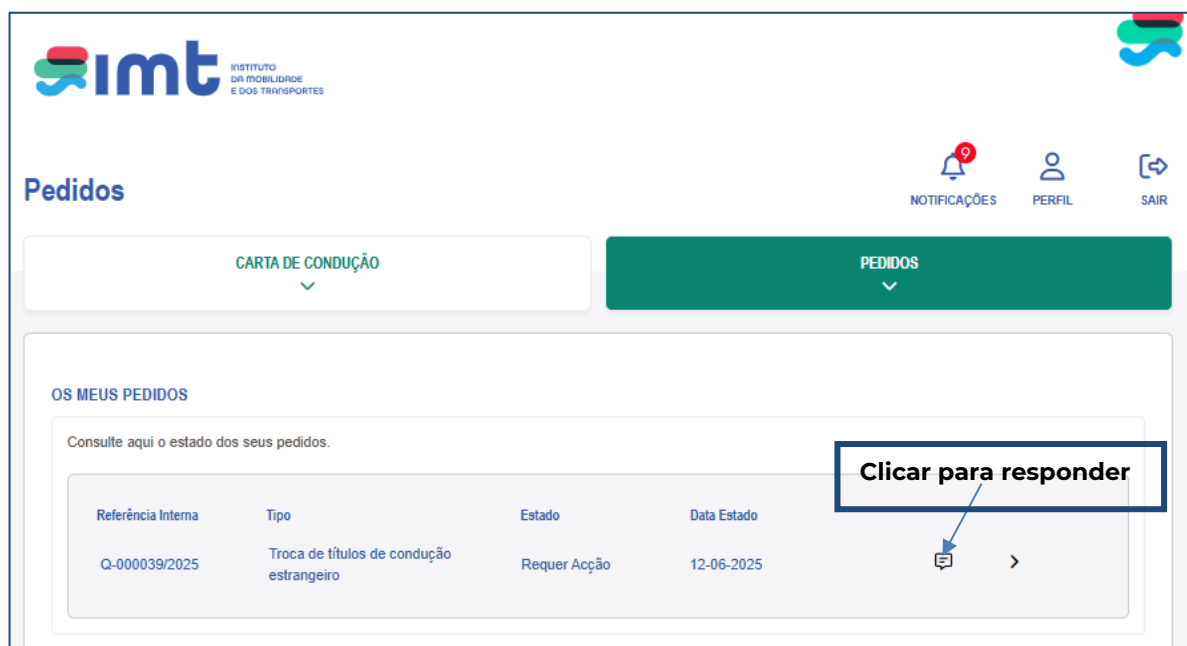 imt
INSTITUTO
DA MOBILIDADE
E DOS TRANSPORTES
Pedidos
9
NOTIFICAÇÕES
PERFIL
SAIR
CARTA DE CONDUÇÃO
PEDIDOS
OS MEUS PEDIDOS
Consulte aqui o estado dos seus pedidos.
Clicar para responder
Referência Interna
Tipo
Estado
Data Estado
Q-000039/2025
Troca de títulos de condução
estrangeiro
Requer Acção
12-06-2025